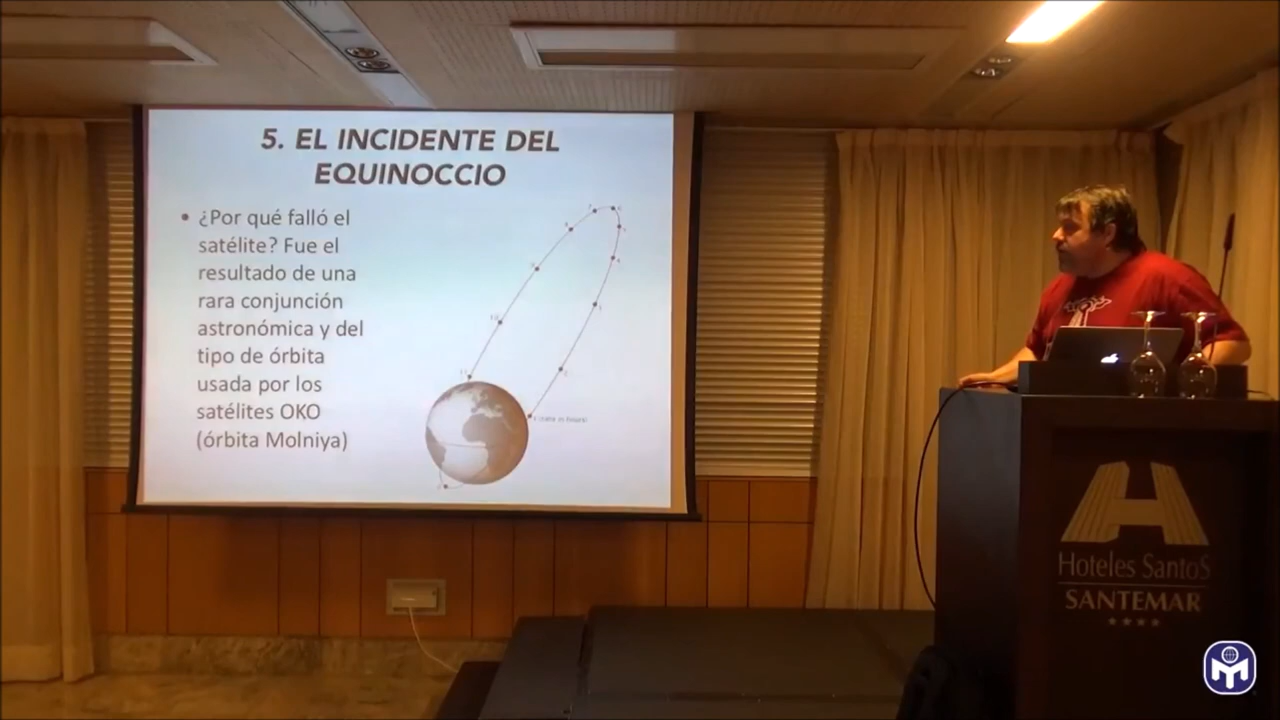 5. EL INCIDENTE DEL
EQUINOCCIO
• ¿Por qué falló el
satélite? Fue el
resultado de una
rara conjunción
astronómica y del
tipo de órbita
usada por los
satélites OKO
(órbita Molniya)
Hoteles Santos
SANTEMAR